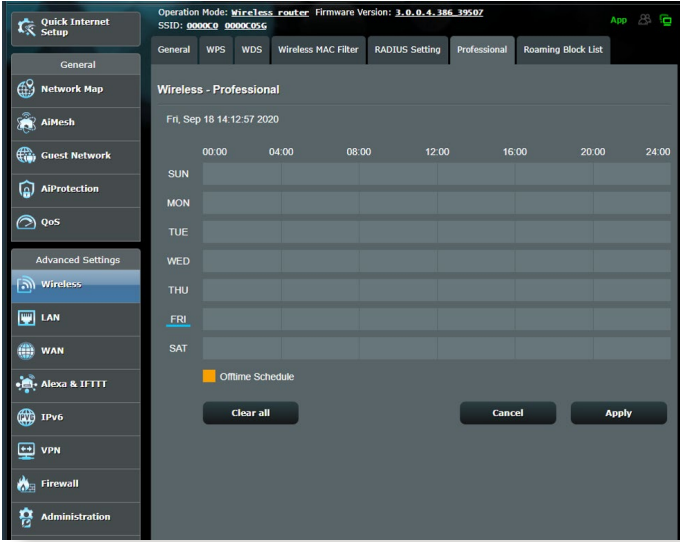 Quick Internet
Setup
Operation Mode: Wireless router Firmware Version: 3.0.0.4.386_39507
SSID: 0000C0 0000C05G
App
General WPS WDS Wireless MAC Filter RADIUS Setting Professional Roaming Block List
General
Network Map
AiMesh
Guest Network
AiProtection
QoS
Advanced Settings
Wireless
LAN
WAN
Alexa & IFTTT
IPv6
VPN
Firewall
Administration
Wireless - Professional
Fri, Sep 18 14:12:57 2020
00:00 04:00 08:00 12:00 16:00 20:00 24:00
SUN
MON
TUE
WED
THU
FRI
SAT
Offtime Schedule
Clear all Cancel Apply